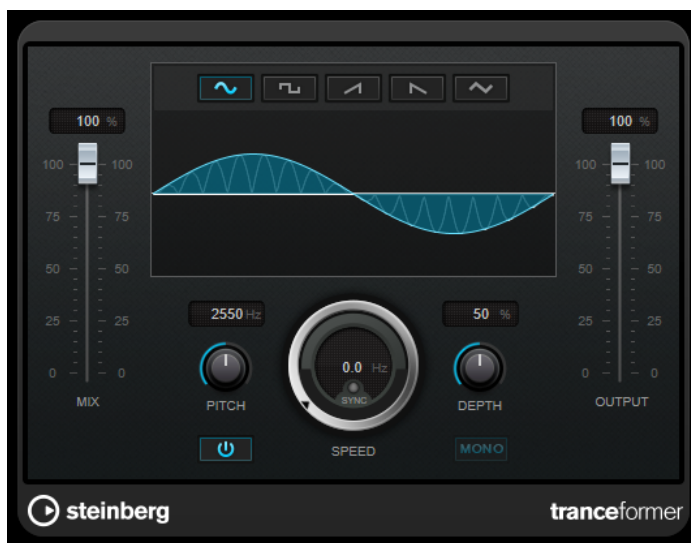 100 %
100 %
100 100
75 75
50 50
25 25
0 0
MIX
100 100
75 75
50 50
25 25
0 0
OUTPUT
2550 Hz
PITCH
0.0 Hz
SYNC
SPEED
50 %
DEPTH
MONO
steinberg
tranceformer